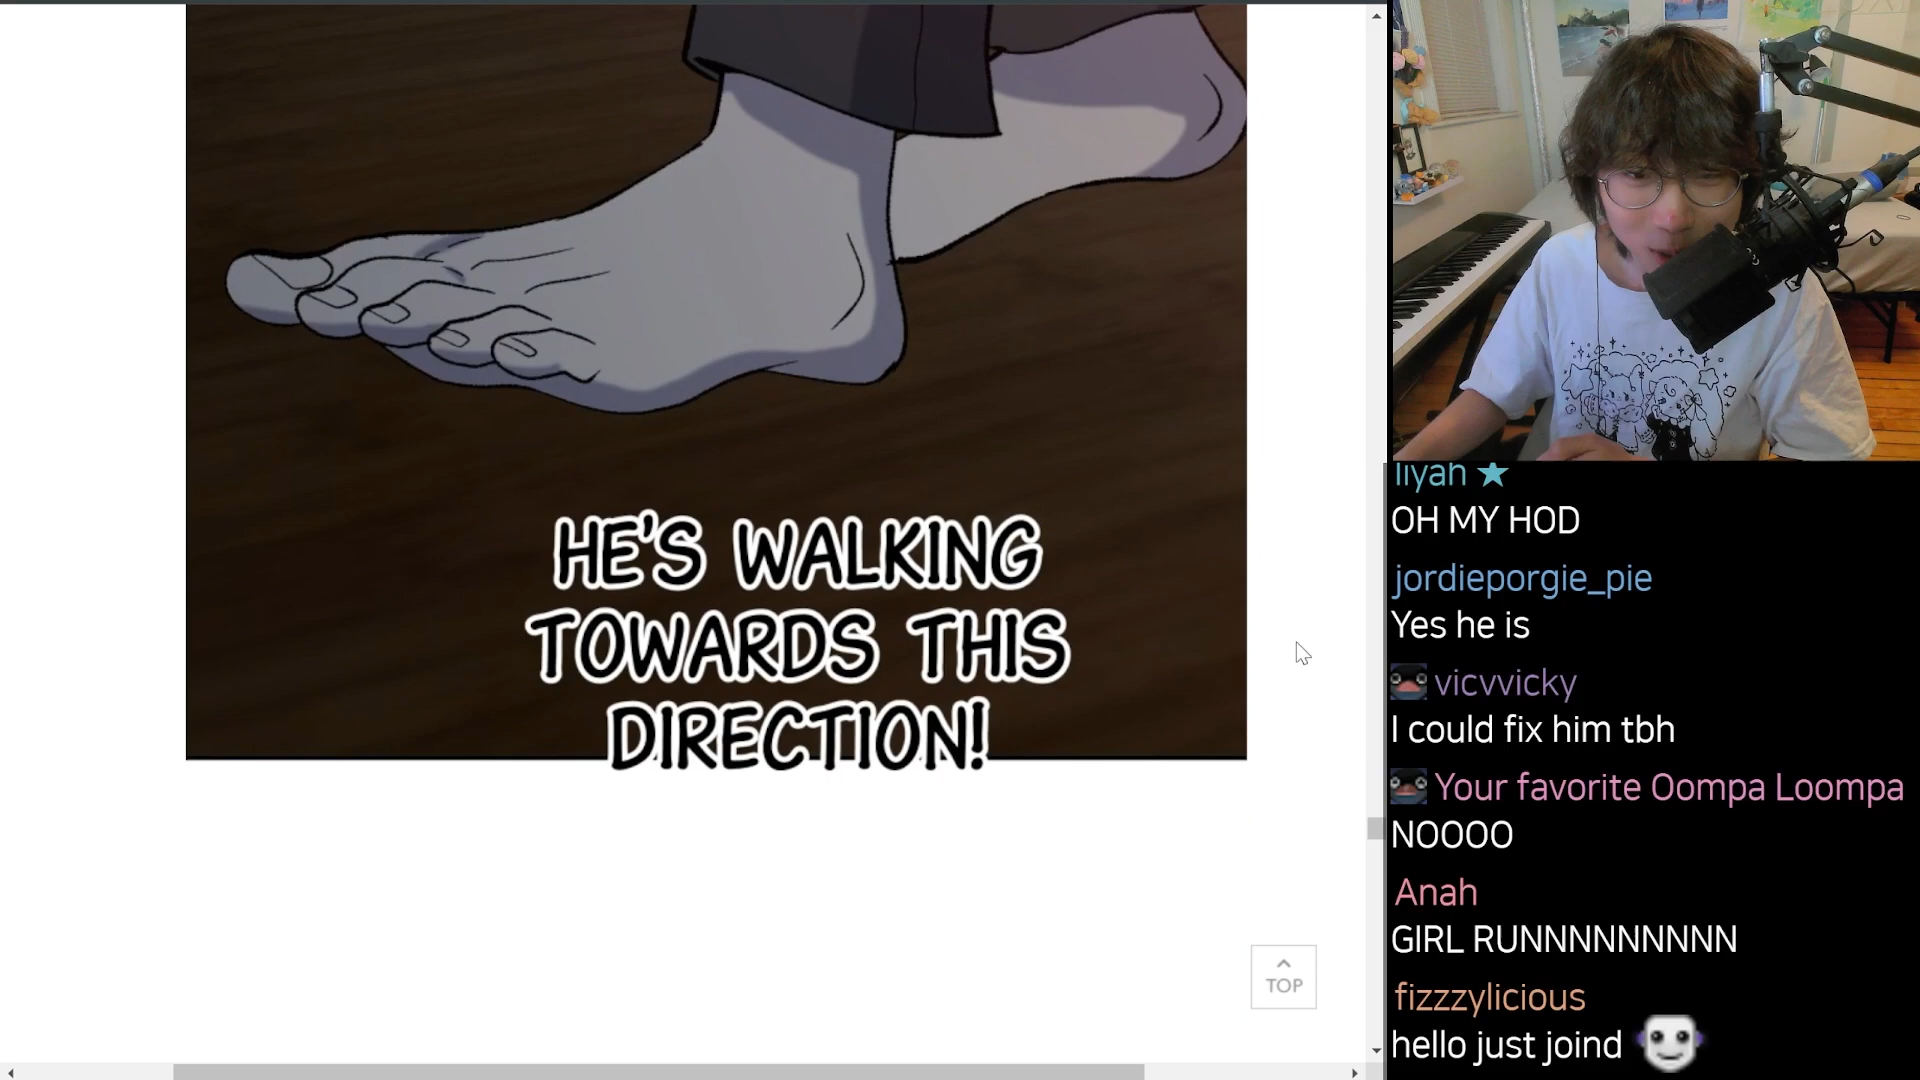 HE'S WALKING
TOWARDS THIS
DIRECTION!
TOP
liyah ★
OH MY HOD
jordieporgie_pie
Yes he is
vicvvicky
I could fix him tbh
Your favorite Oompa Loompa
NOOOO
Anah
GIRL RUNNNNNNNNN
fizzzylicious
hello just joind